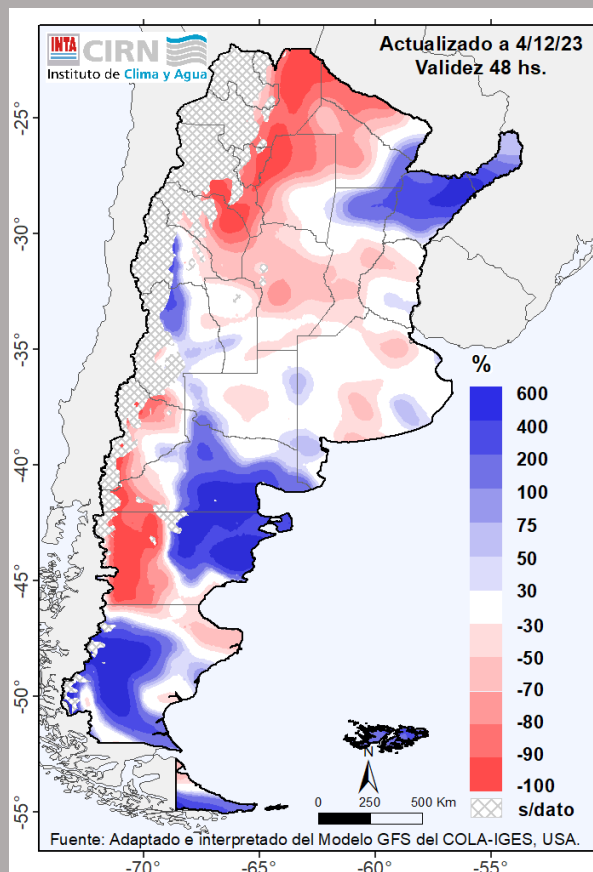 INTA CIRN
Instituto de Clima y Agua
Actualizado a 4/12/23
Validez 48 hs.
-25°
-30°
-35°
-40°
-45°
-50°
-55°
%
600
400
200
100
75
50
30
-30
-50
-70
-80
-90
-100
s/dato
N
0 250 500 Km
Fuente: Adaptado e interpretado del Modelo GFS del COLA-IGES, USA.
-70° -65° -60° -55°